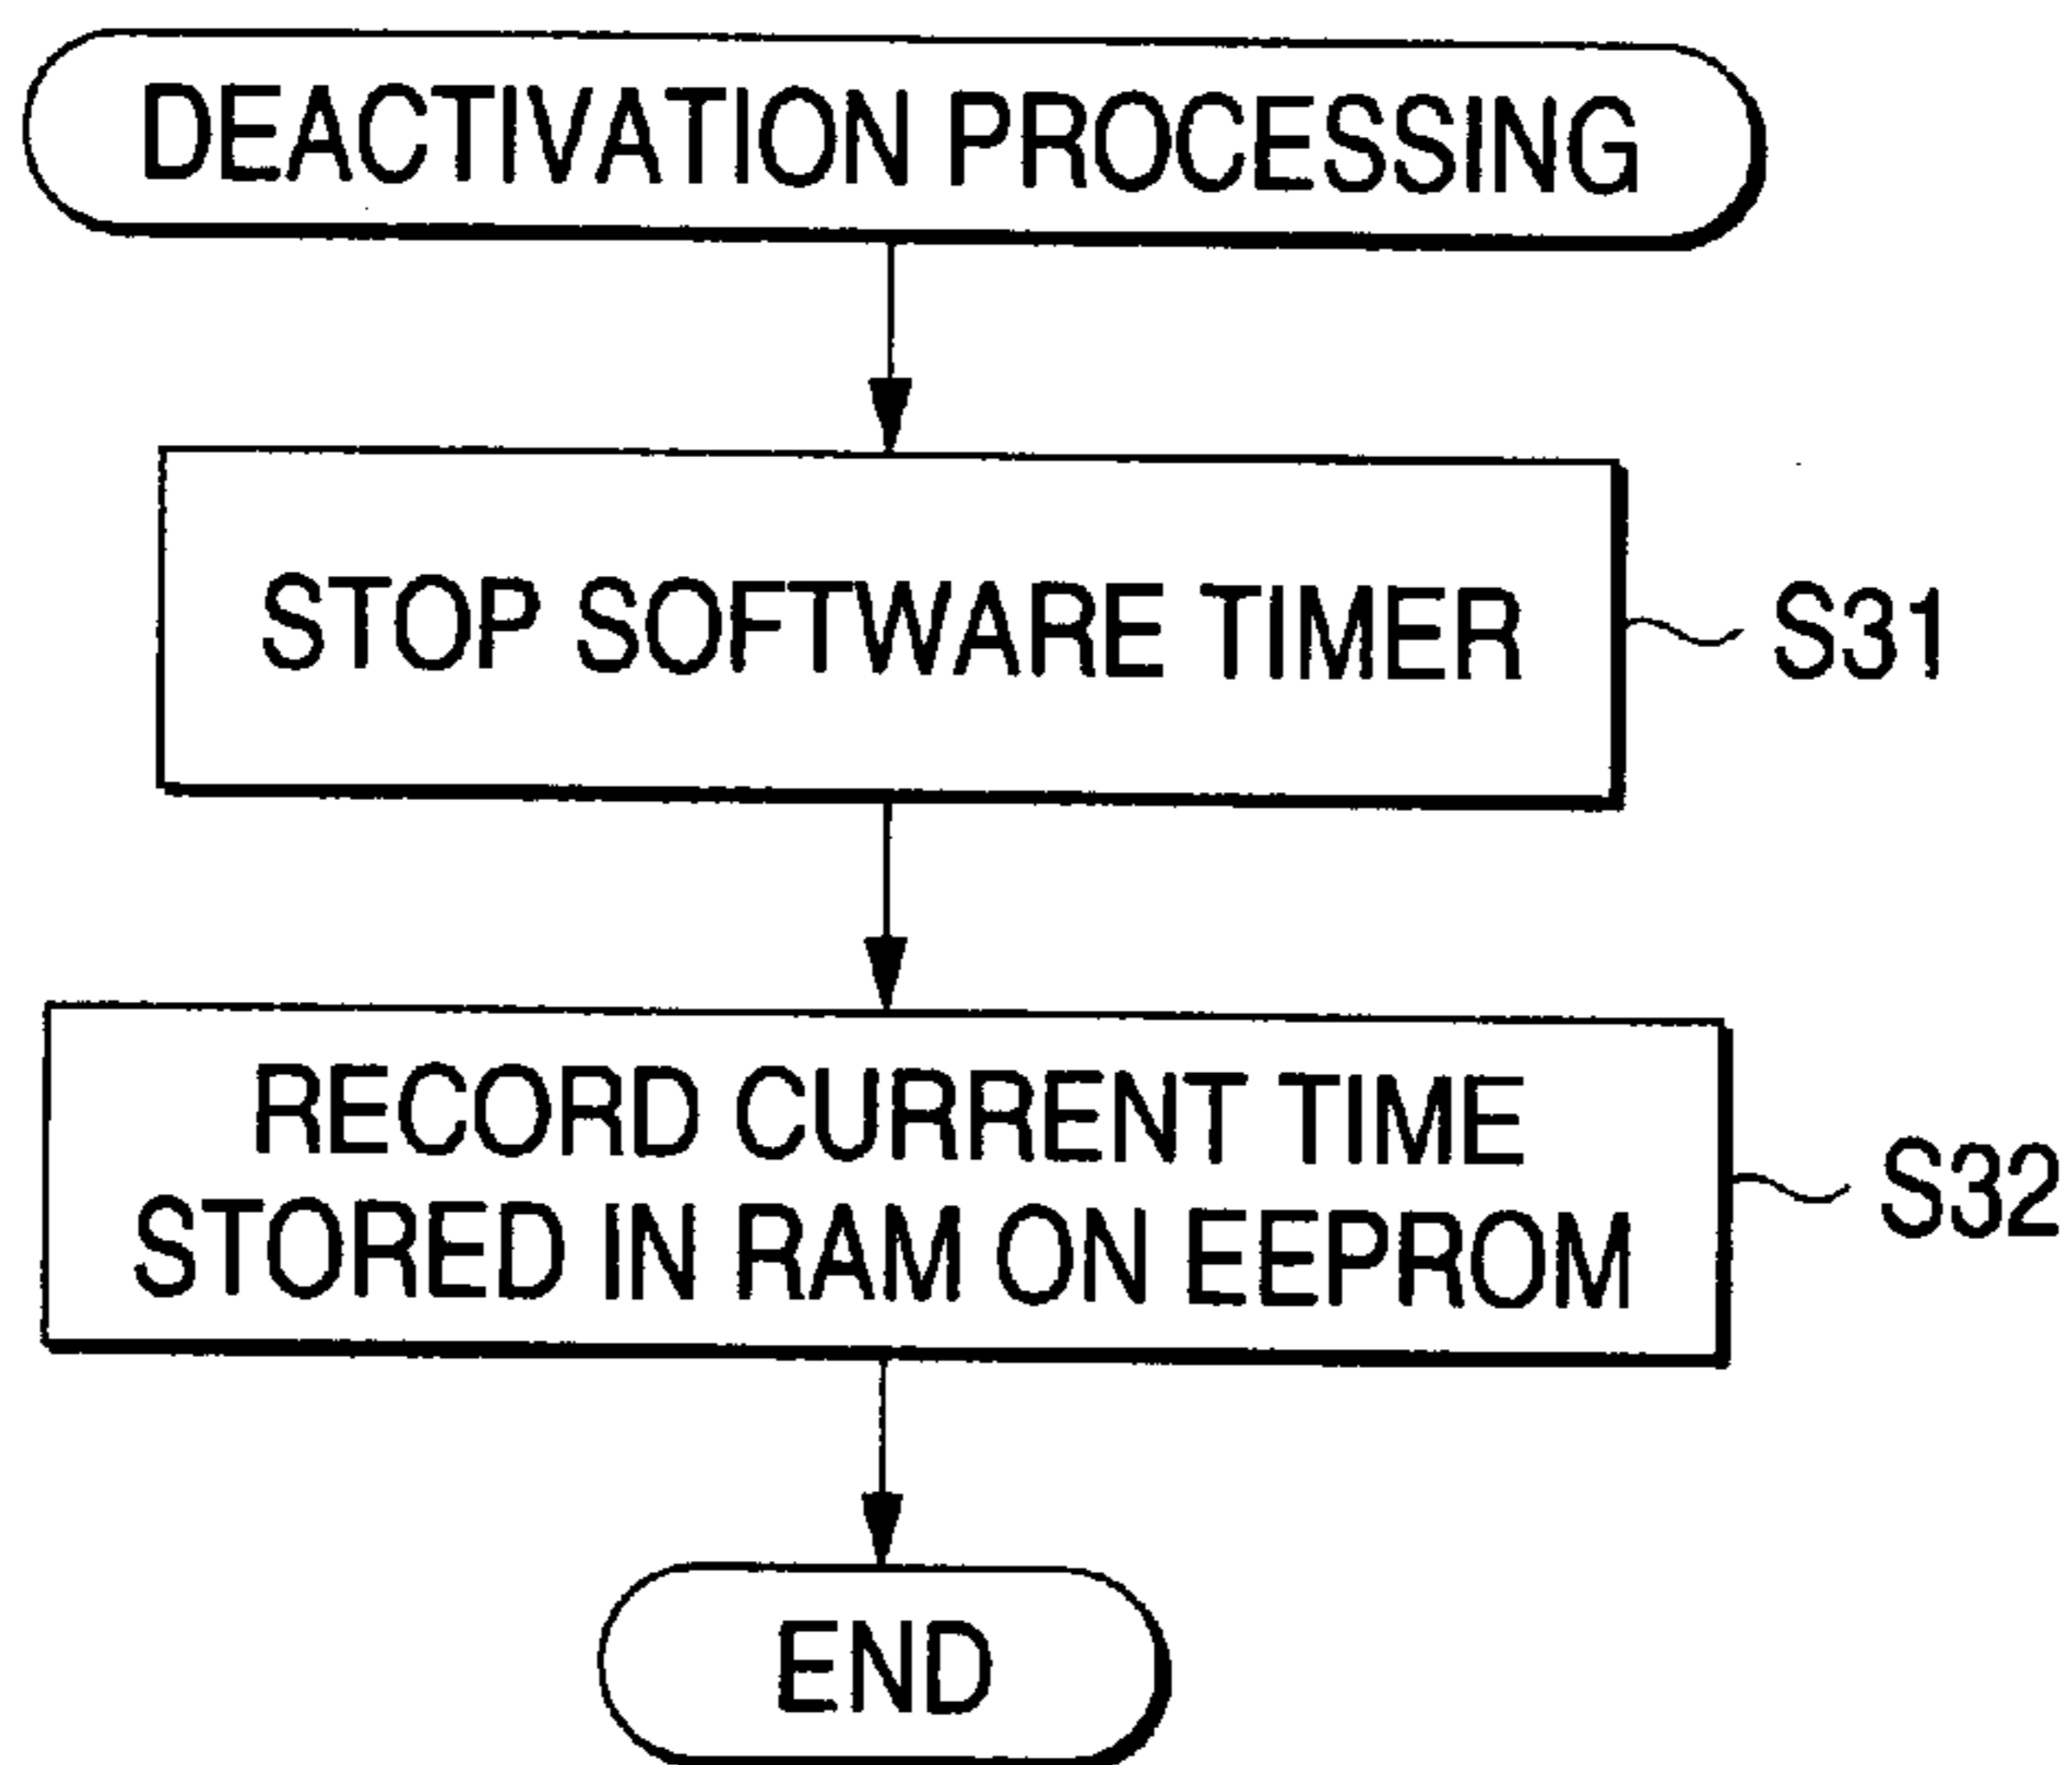 DEACTIVATION PROCESSING
STOP SOFTWARE TIMER
S31
RECORD CURRENT TIME
STORED IN RAM ON EEPROM
S32
END